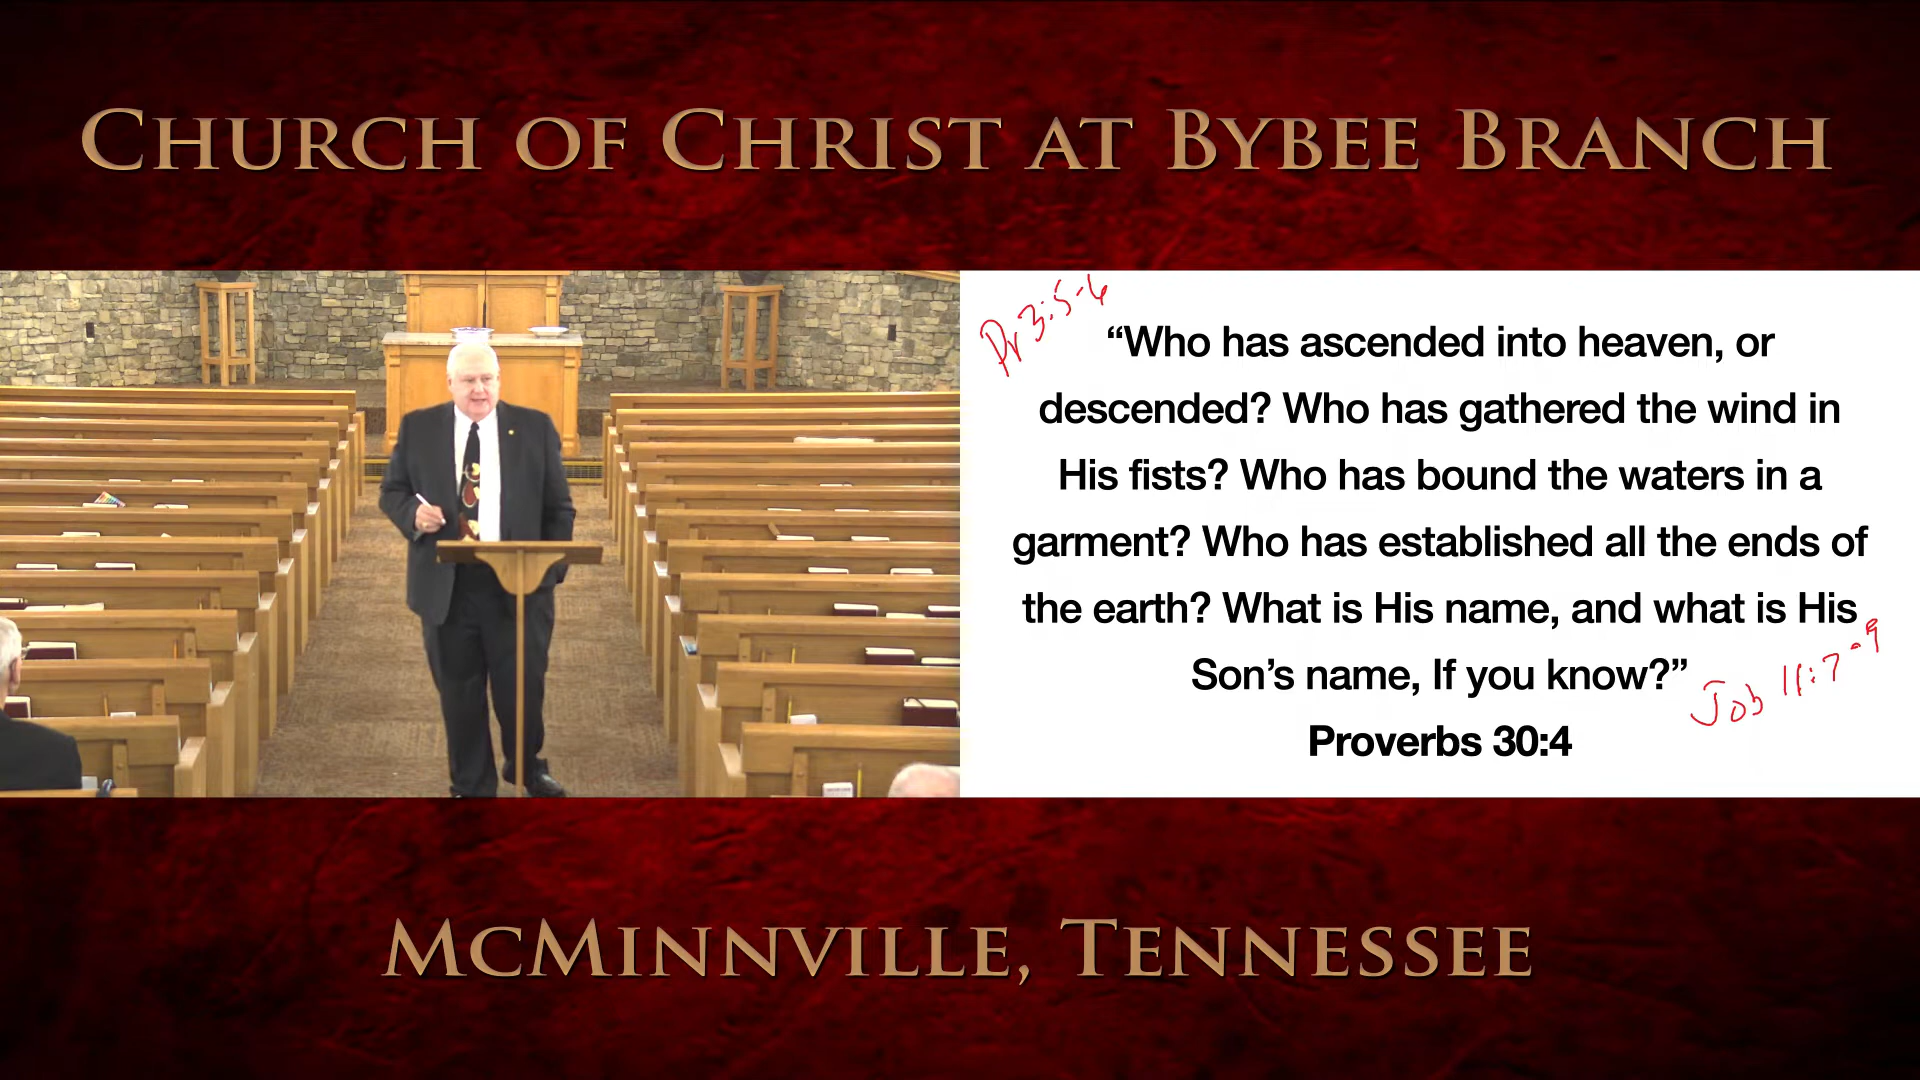 CHURCH OF CHRIST AT BYBEE BRANCH
Pr 3:5-6
“Who has ascended into heaven, or
descended? Who has gathered the wind in
His fists? Who has bound the waters in a
garment? Who has established all the ends of
the earth? What is His name, and what is His
Son’s name, If you know?”
Job 11:7-9
Proverbs 30:4
MCMINNVILLE, TENNESSEE